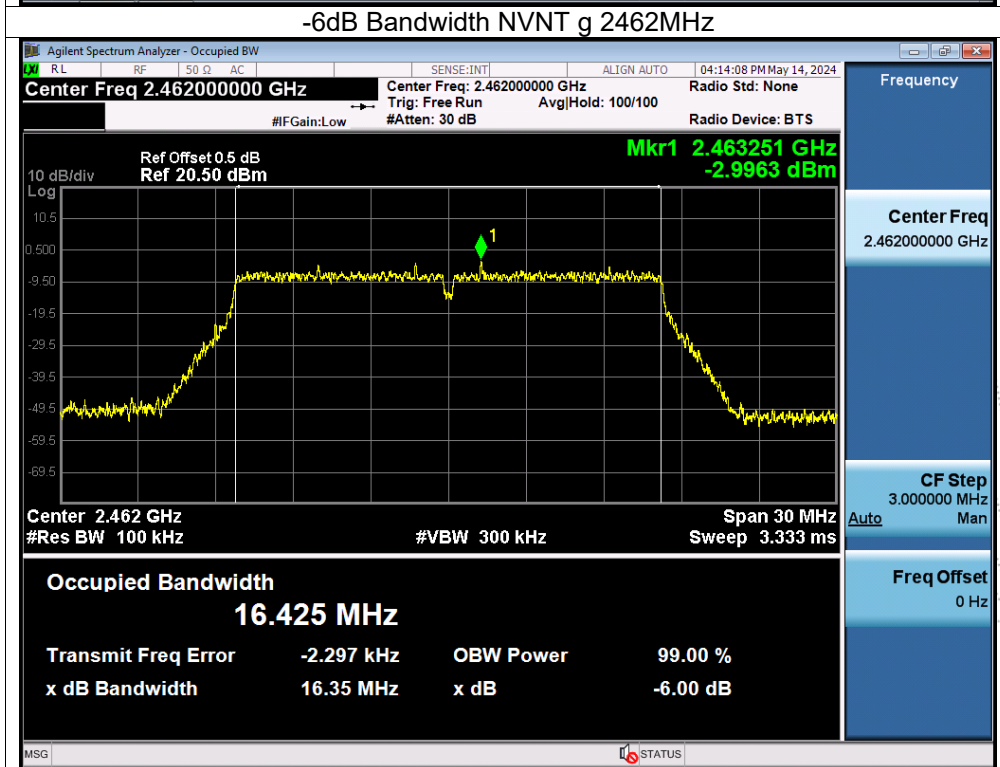 -6dB Bandwidth NVNT g 2462MHz
Agilent Spectrum Analyzer - Occupied BW
LXI RL RF 50 Ω AC SENSE:INT ALIGN AUTO 04:14:08 PM May 14, 2024
Center Freq 2.462000000 GHz Center Freq: 2.462000000 GHz Radio Std: None
Trig: Free Run Avg|Hold: 100/100
#IFGain:Low #Atten: 30 dB Radio Device: BTS
Mkr1 2.463251 GHz
-2.9963 dBm
Ref Offset 0.5 dB
10 dB/div Ref 20.50 dBm
Log
10.5
0.500
-9.50
-19.5
-29.5
-39.5
-49.5
-59.5
-69.5
1
Center 2.462 GHz Span 30 MHz
#Res BW 100 kHz #VBW 300 kHz Sweep 3.333 ms
Occupied Bandwidth
16.425 MHz
Transmit Freq Error -2.297 kHz OBW Power 99.00 %
x dB Bandwidth 16.35 MHz x dB -6.00 dB
Frequency
Center Freq
2.462000000 GHz
CF Step
3.000000 MHz
Auto Man
Freq Offset
0 Hz
MSG STATUS